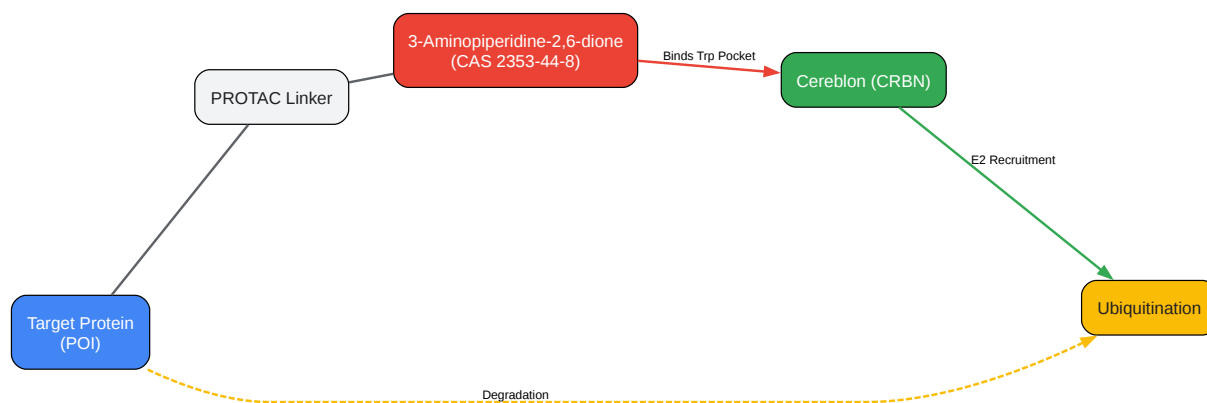 3-Aminopiperidine-2,6-dione
(CAS 2353-44-8)
Binds Trp Pocket
Cereblon (CRBN)
PROTAC Linker
E2 Recruitment
Target Protein
(POI)
Ubiquitination
Degradation